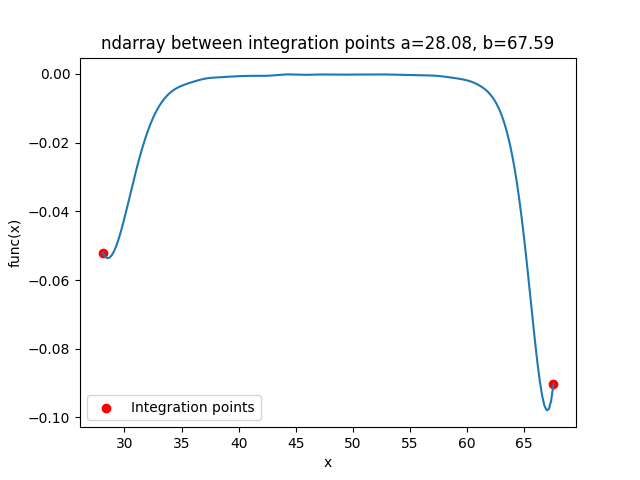 ndarray between integration points a=28.08, b=67.59
0.00
−0.02
−0.04
−0.06
−0.08
−0.10
func(x)
Integration points
30 35 40 45 50 55 60 65
x